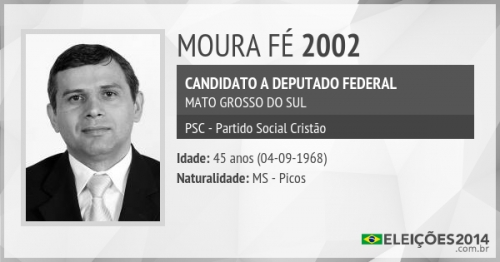 MOURA FÉ 2002
CANDIDATO A DEPUTADO FEDERAL
MATO GROSSO DO SUL
PSC - Partido Social Cristão
Idade: 45 anos (04-09-1968)
Naturalidade: MS - Picos
ELEIÇÕES2014
.com.br